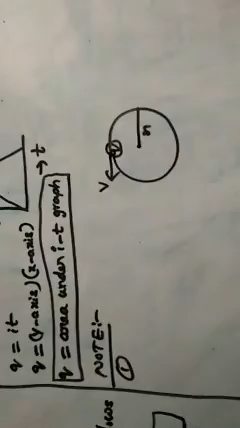 → t
q = it
q = (y-axis)(x-axis)
q = area under i-t graph
NOTE:-
①
V
r